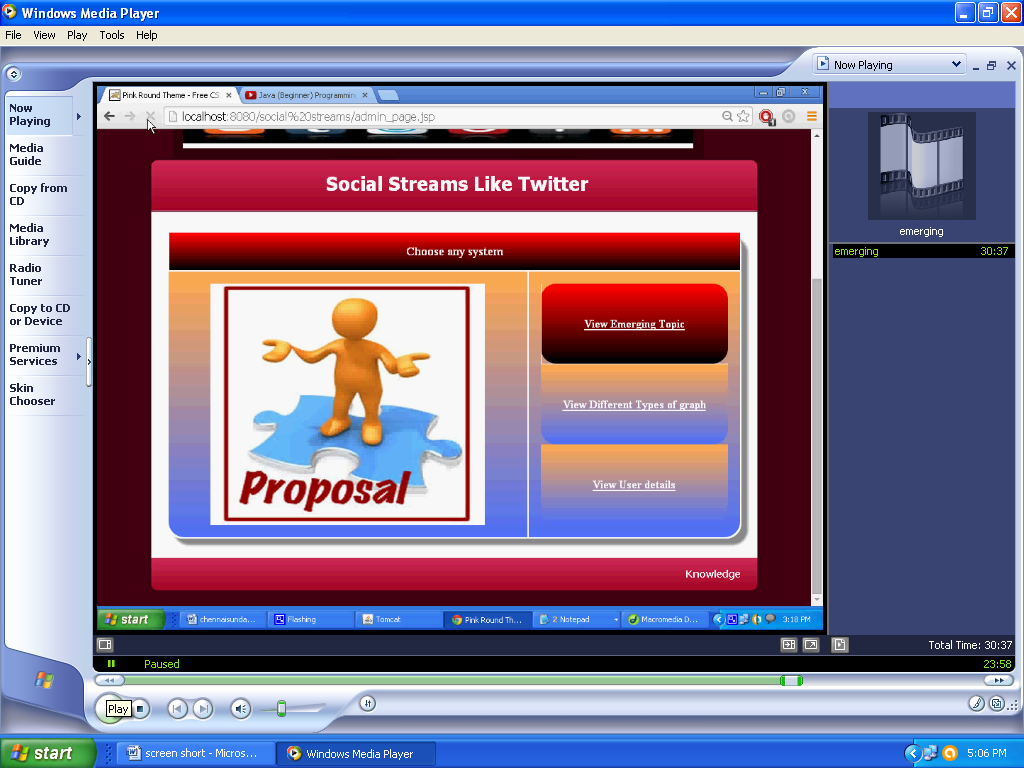 Windows Media Player
File View Play Tools Help
Now Playing
Now
Playing
Media
Guide
Copy from
CD
Media
Library
Radio
Tuner
Copy to CD
or Device
Premium
Services
Skin
Chooser
Pink Round Theme - Free CS
Java (Beginner) Programmin
localhost:8080/social%20streams/admin_page.jsp
Social Streams Like Twitter
Choose any system
Proposal
View Emerging Topic
View Different Types of graph
View User details
Knowledge
start
chennaisunda...
Flashing
Tomcat
Pink Round Th...
2 Notepad
Macromedia D...
3:18 PM
emerging
emerging 30:37
Total Time: 30:37
Paused
23:58
Play
start
screen short - Micros...
Windows Media Player
5:06 PM